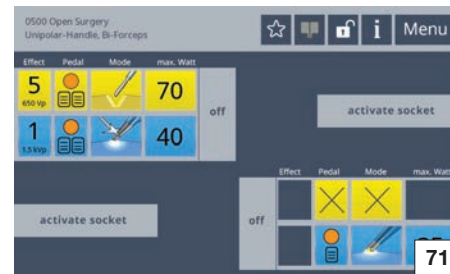 0500 Open Surgery
Unipolar-Handle, Bi-Forceps
i Menu
Effect Pedal Mode max. Watt
5 650 Vp 70
off
1 1.5 kVp 40
activate socket
Effect Pedal Mode max. Watt
activate socket
off
71